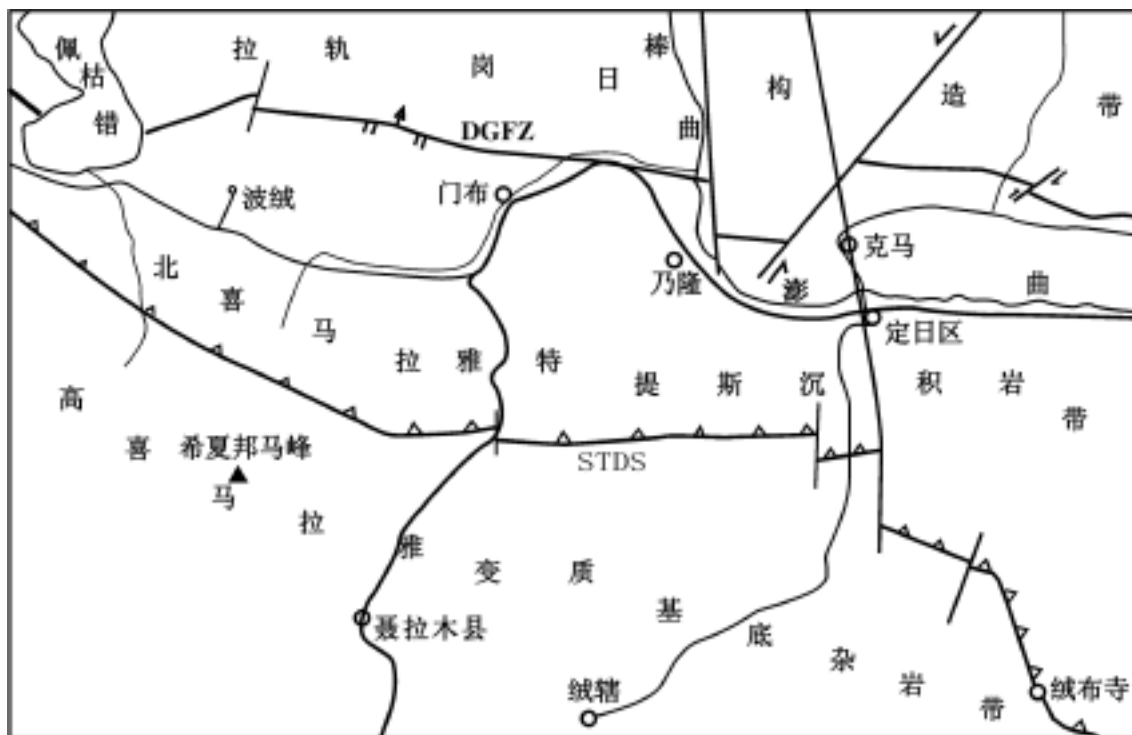 佩枯错
拉轨岗日构造带
棒曲
DGFZ
门布
波绒
克马
乃隆
澎曲
定日区
北喜马拉雅特提斯沉积岩带
STDS
希夏邦马峰
高喜马拉雅变质基底杂岩带
聂拉木县
绒辖
绒布寺